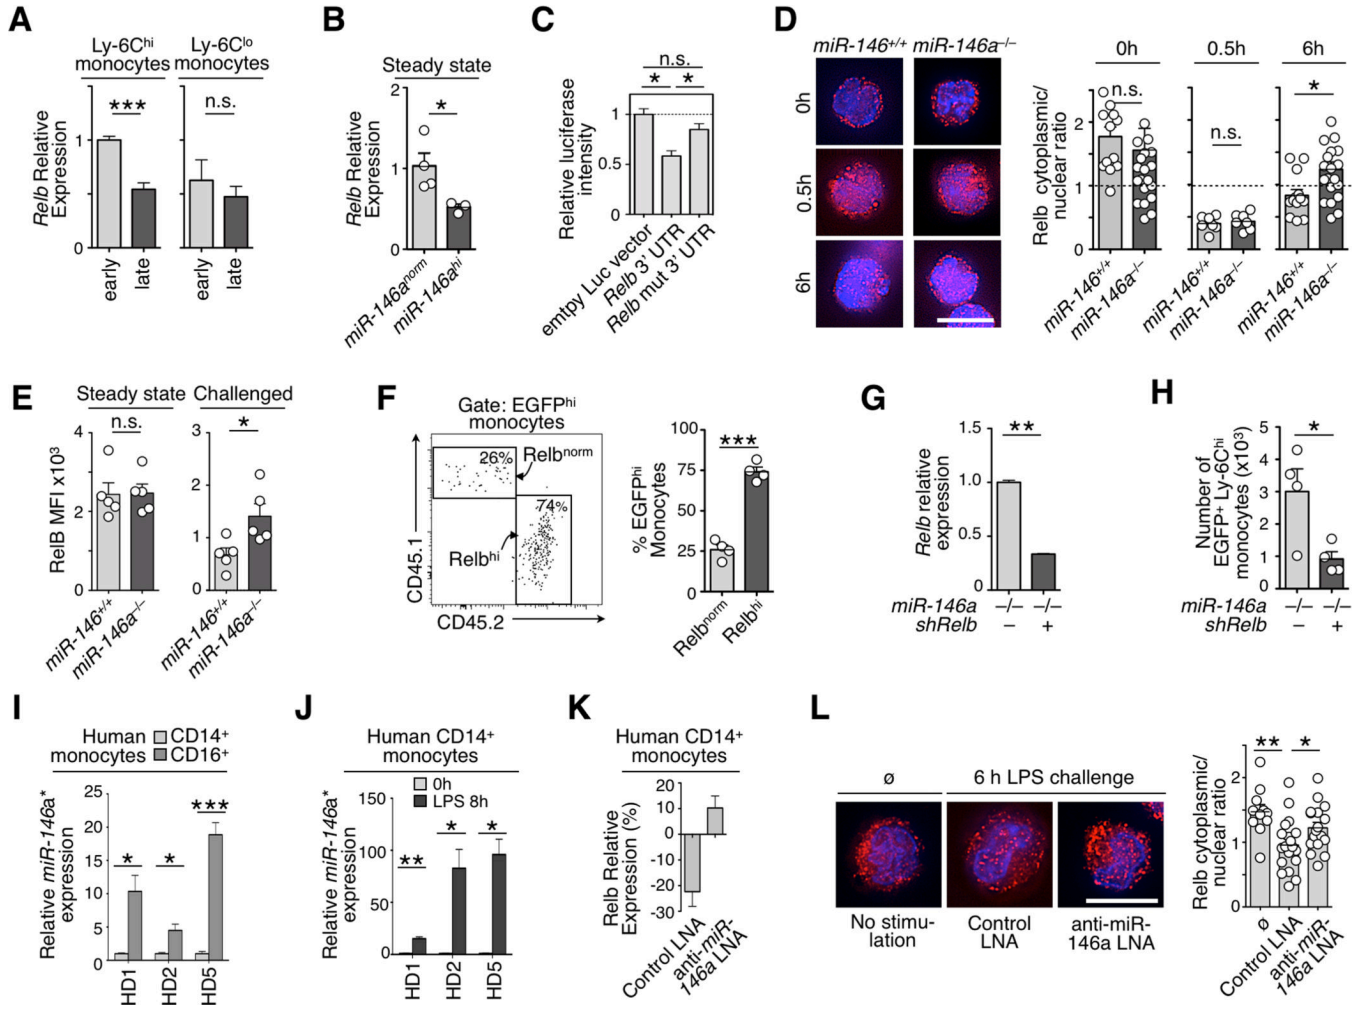 A
Ly-6Chi
monocytes
Ly-6Clo
monocytes
***
n.s.
Relb Relative
Expression
1
0
early
late
early
late
B
Steady state
2
*
1
0
Relb Relative
Expression
miR-146anorm
miR-146ahi
C
n.s.
*
*
1
0.5
0
Relative luciferase
intensity
emtpy Luc vector
Relb 3' UTR
Relb mut 3' UTR
D
miR-146+/+
miR-146a–/–
0h
0.5h
6h
0h
0.5h
6h
n.s.
n.s.
*
2
1
0
Relb cytoplasmic/
nuclear ratio
miR-146+/+
miR-146a–/–
miR-146+/+
miR-146a–/–
miR-146+/+
miR-146a–/–
E
Steady state
Challenged
n.s.
*
4
2
0
3
2
1
0
RelB MFI x10³
miR-146+/+
miR-146a–/–
miR-146+/+
miR-146a–/–
F
Gate: EGFPhi
monocytes
26%
Relbnorm
74%
Relbhi
CD45.1
CD45.2
100
75
50
25
0
***
% EGFPhi
Monocytes
Relbnorm
Relbhi
G
1.5
1.0
0.5
0
**
Relb relative
expression
miR-146a –/– –/–
shRelb – +
H
5
4
3
2
1
0
*
Number of
EGFP+ Ly-6Chi
monocytes (x10³)
miR-146a –/– –/–
shRelb – +
I
Human
monocytes
CD14+
CD16+
25
20
15
10
5
0
*
*
***
Relative miR-146a*
expression
HD1
HD2
HD5
J
Human CD14+
monocytes
0h
LPS 8h
150
100
50
0
**
*
*
Relative miR-146a*
expression
HD1
HD2
HD5
K
Human CD14+
monocytes
20
10
0
-10
-20
-30
Relb Relative
Expression (%)
Control LNA
anti-miR-
146a LNA
L
ø
6 h LPS challenge
No stimu-
lation
Control
LNA
anti-miR-
146a LNA
**
*
2
1
0
Relb cytoplasmic/
nuclear ratio
ø
Control LNA
anti-miR-
146a LNA